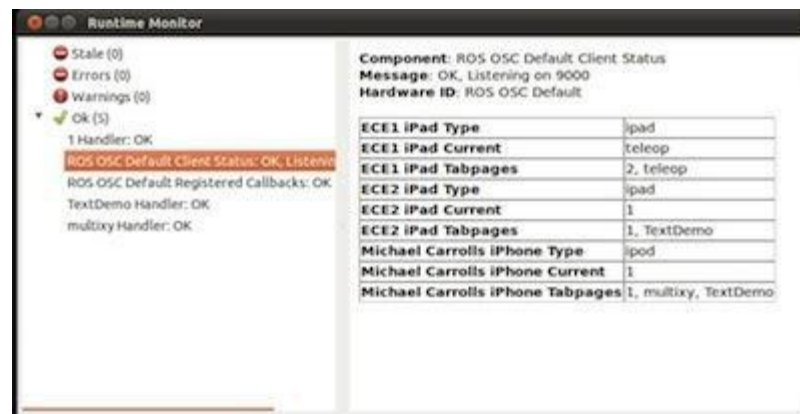 Runtime Monitor
Stale (0)
Errors (0)
Warnings (0)
Ok (5)
1 Handler: OK
ROS OSC Default Client Status: OK, Listenin
ROS OSC Default Registered Callbacks: OK
TextDemo Handler: OK
multixy Handler: OK
Component: ROS OSC Default Client Status
Message: OK, Listening on 9000
Hardware ID: ROS OSC Default
ECE1 iPad Type ipad
ECE1 iPad Current teleop
ECE1 iPad Tabpages 2, teleop
ECE2 iPad Type ipad
ECE2 iPad Current 1
ECE2 iPad Tabpages 1, TextDemo
Michael Carrolls iPhone Type ipod
Michael Carrolls iPhone Current 1
Michael Carrolls iPhone Tabpages 1, multixy, TextDemo